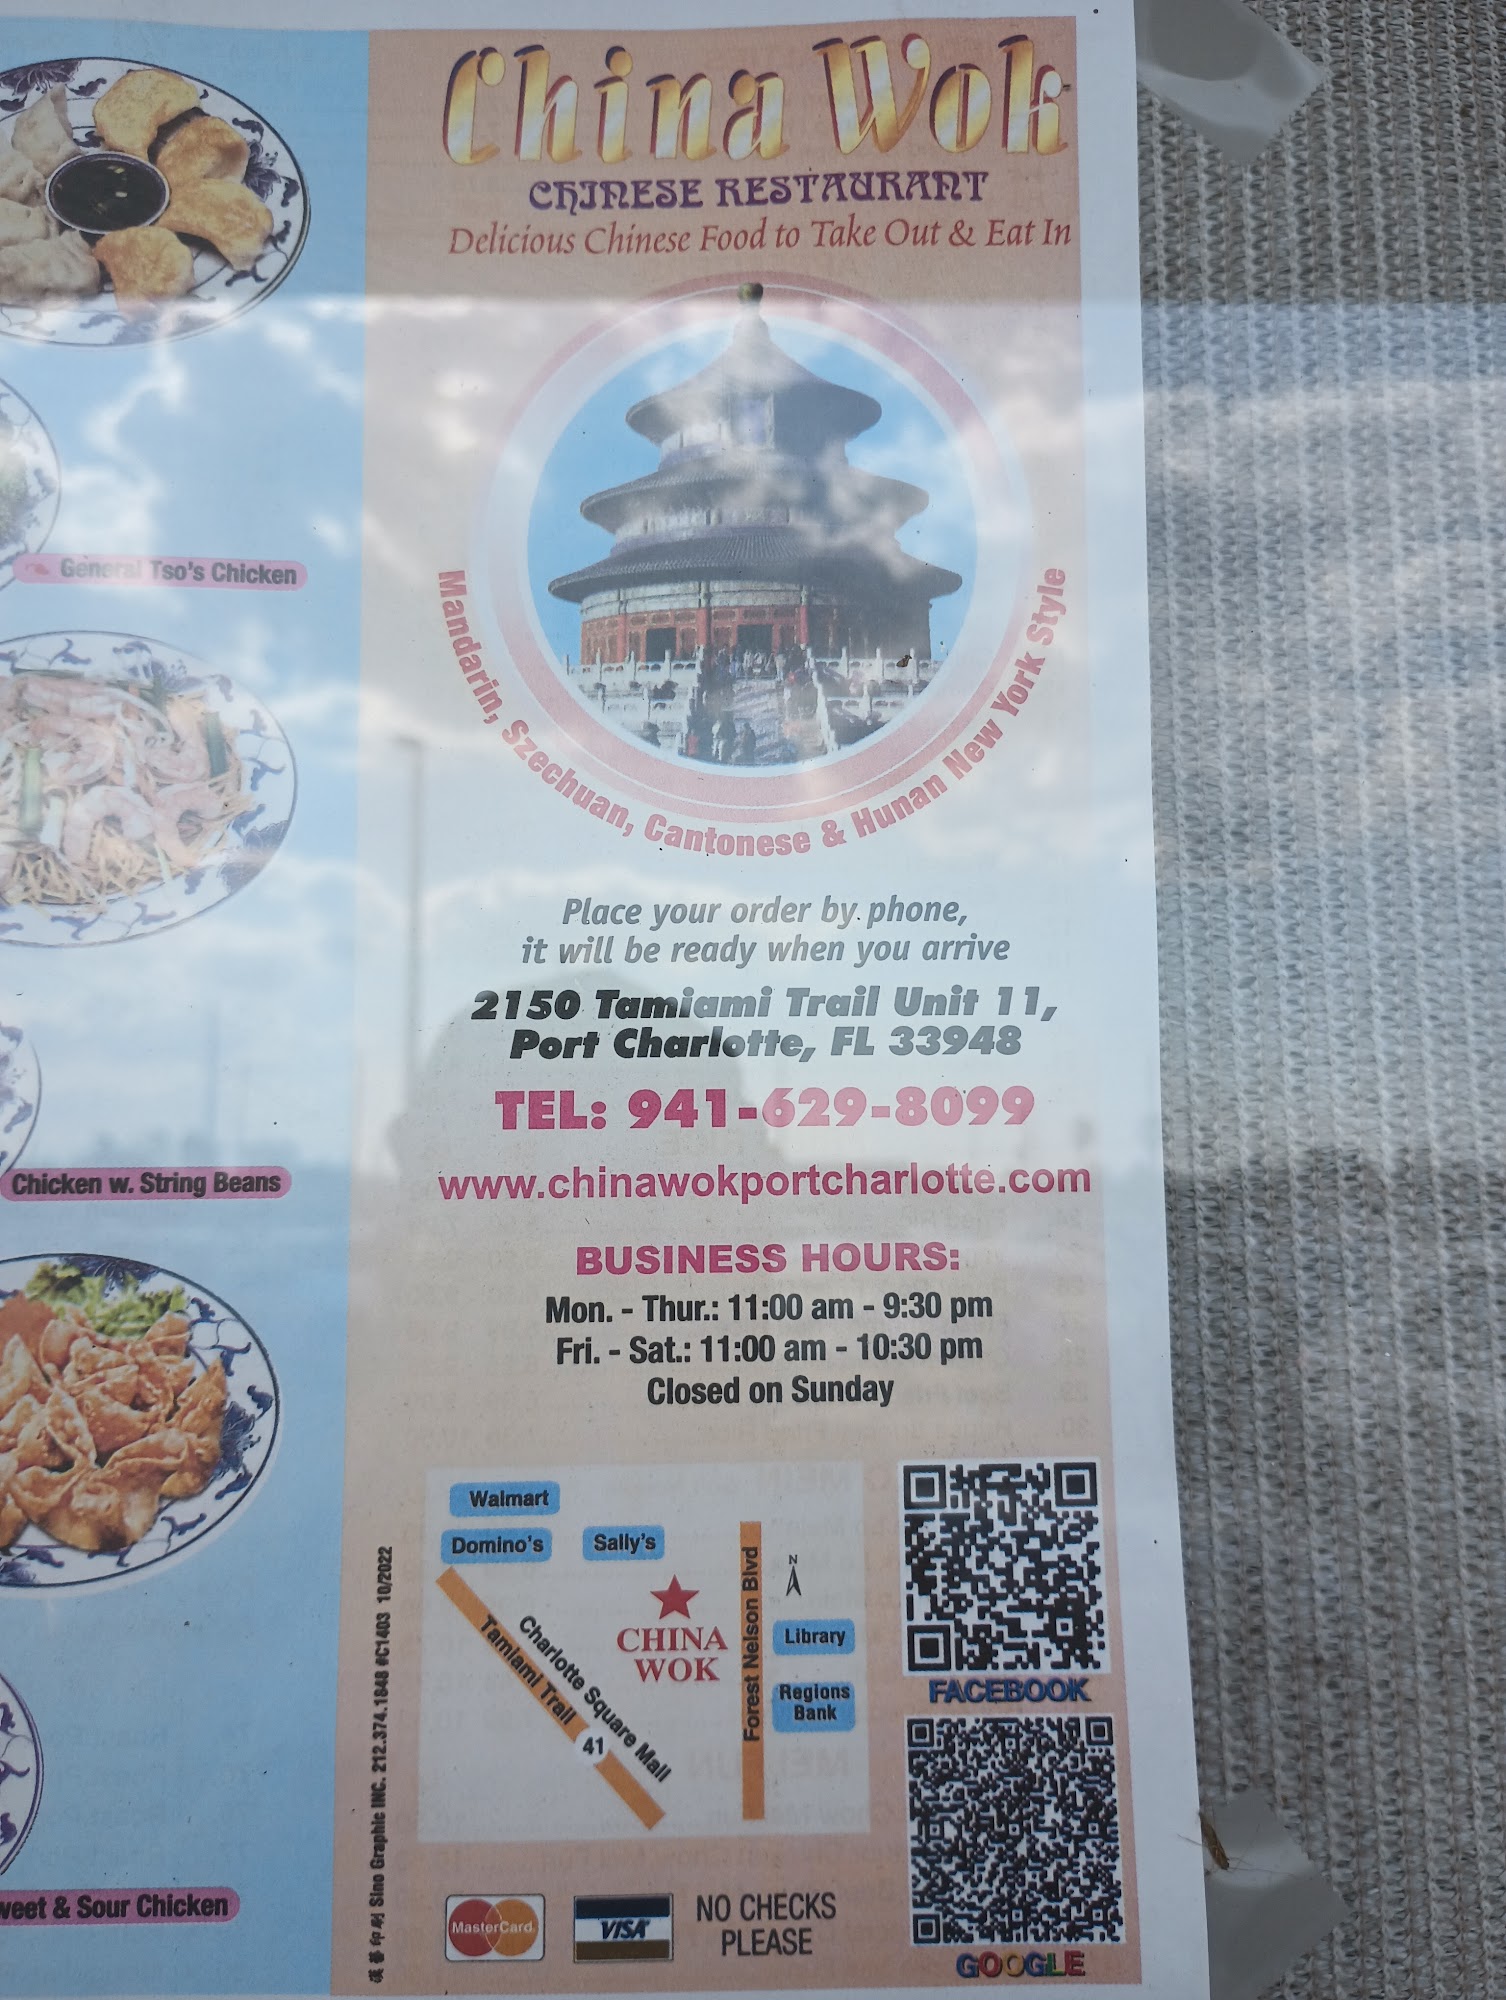 China Wok
CHINESE RESTAURANT
Delicious Chinese Food to Take Out & Eat In
Mandarin, Szechuan, Cantonese & Hunan New York Style
Place your order by phone,
it will be ready when you arrive
2150 Tamiami Trail Unit 11,
Port Charlotte, FL 33948
TEL: 941-629-8099
www.chinawokportcharlotte.com
BUSINESS HOURS:
Mon. - Thur.: 11:00 am - 9:30 pm
Fri. - Sat.: 11:00 am - 10:30 pm
Closed on Sunday
General Tso's Chicken
Chicken w. String Beans
weet & Sour Chicken
Walmart
Domino's
Sally's
CHINA
WOK
Tamiami Trail
41
Charlotte Square Mall
Forest Nelson Blvd
N
Library
Regions
Bank
FACEBOOK
GOOGLE
MasterCard
VISA
NO CHECKS
PLEASE
Sino Graphic INC. 212.374.1848 #C1403 10/2022